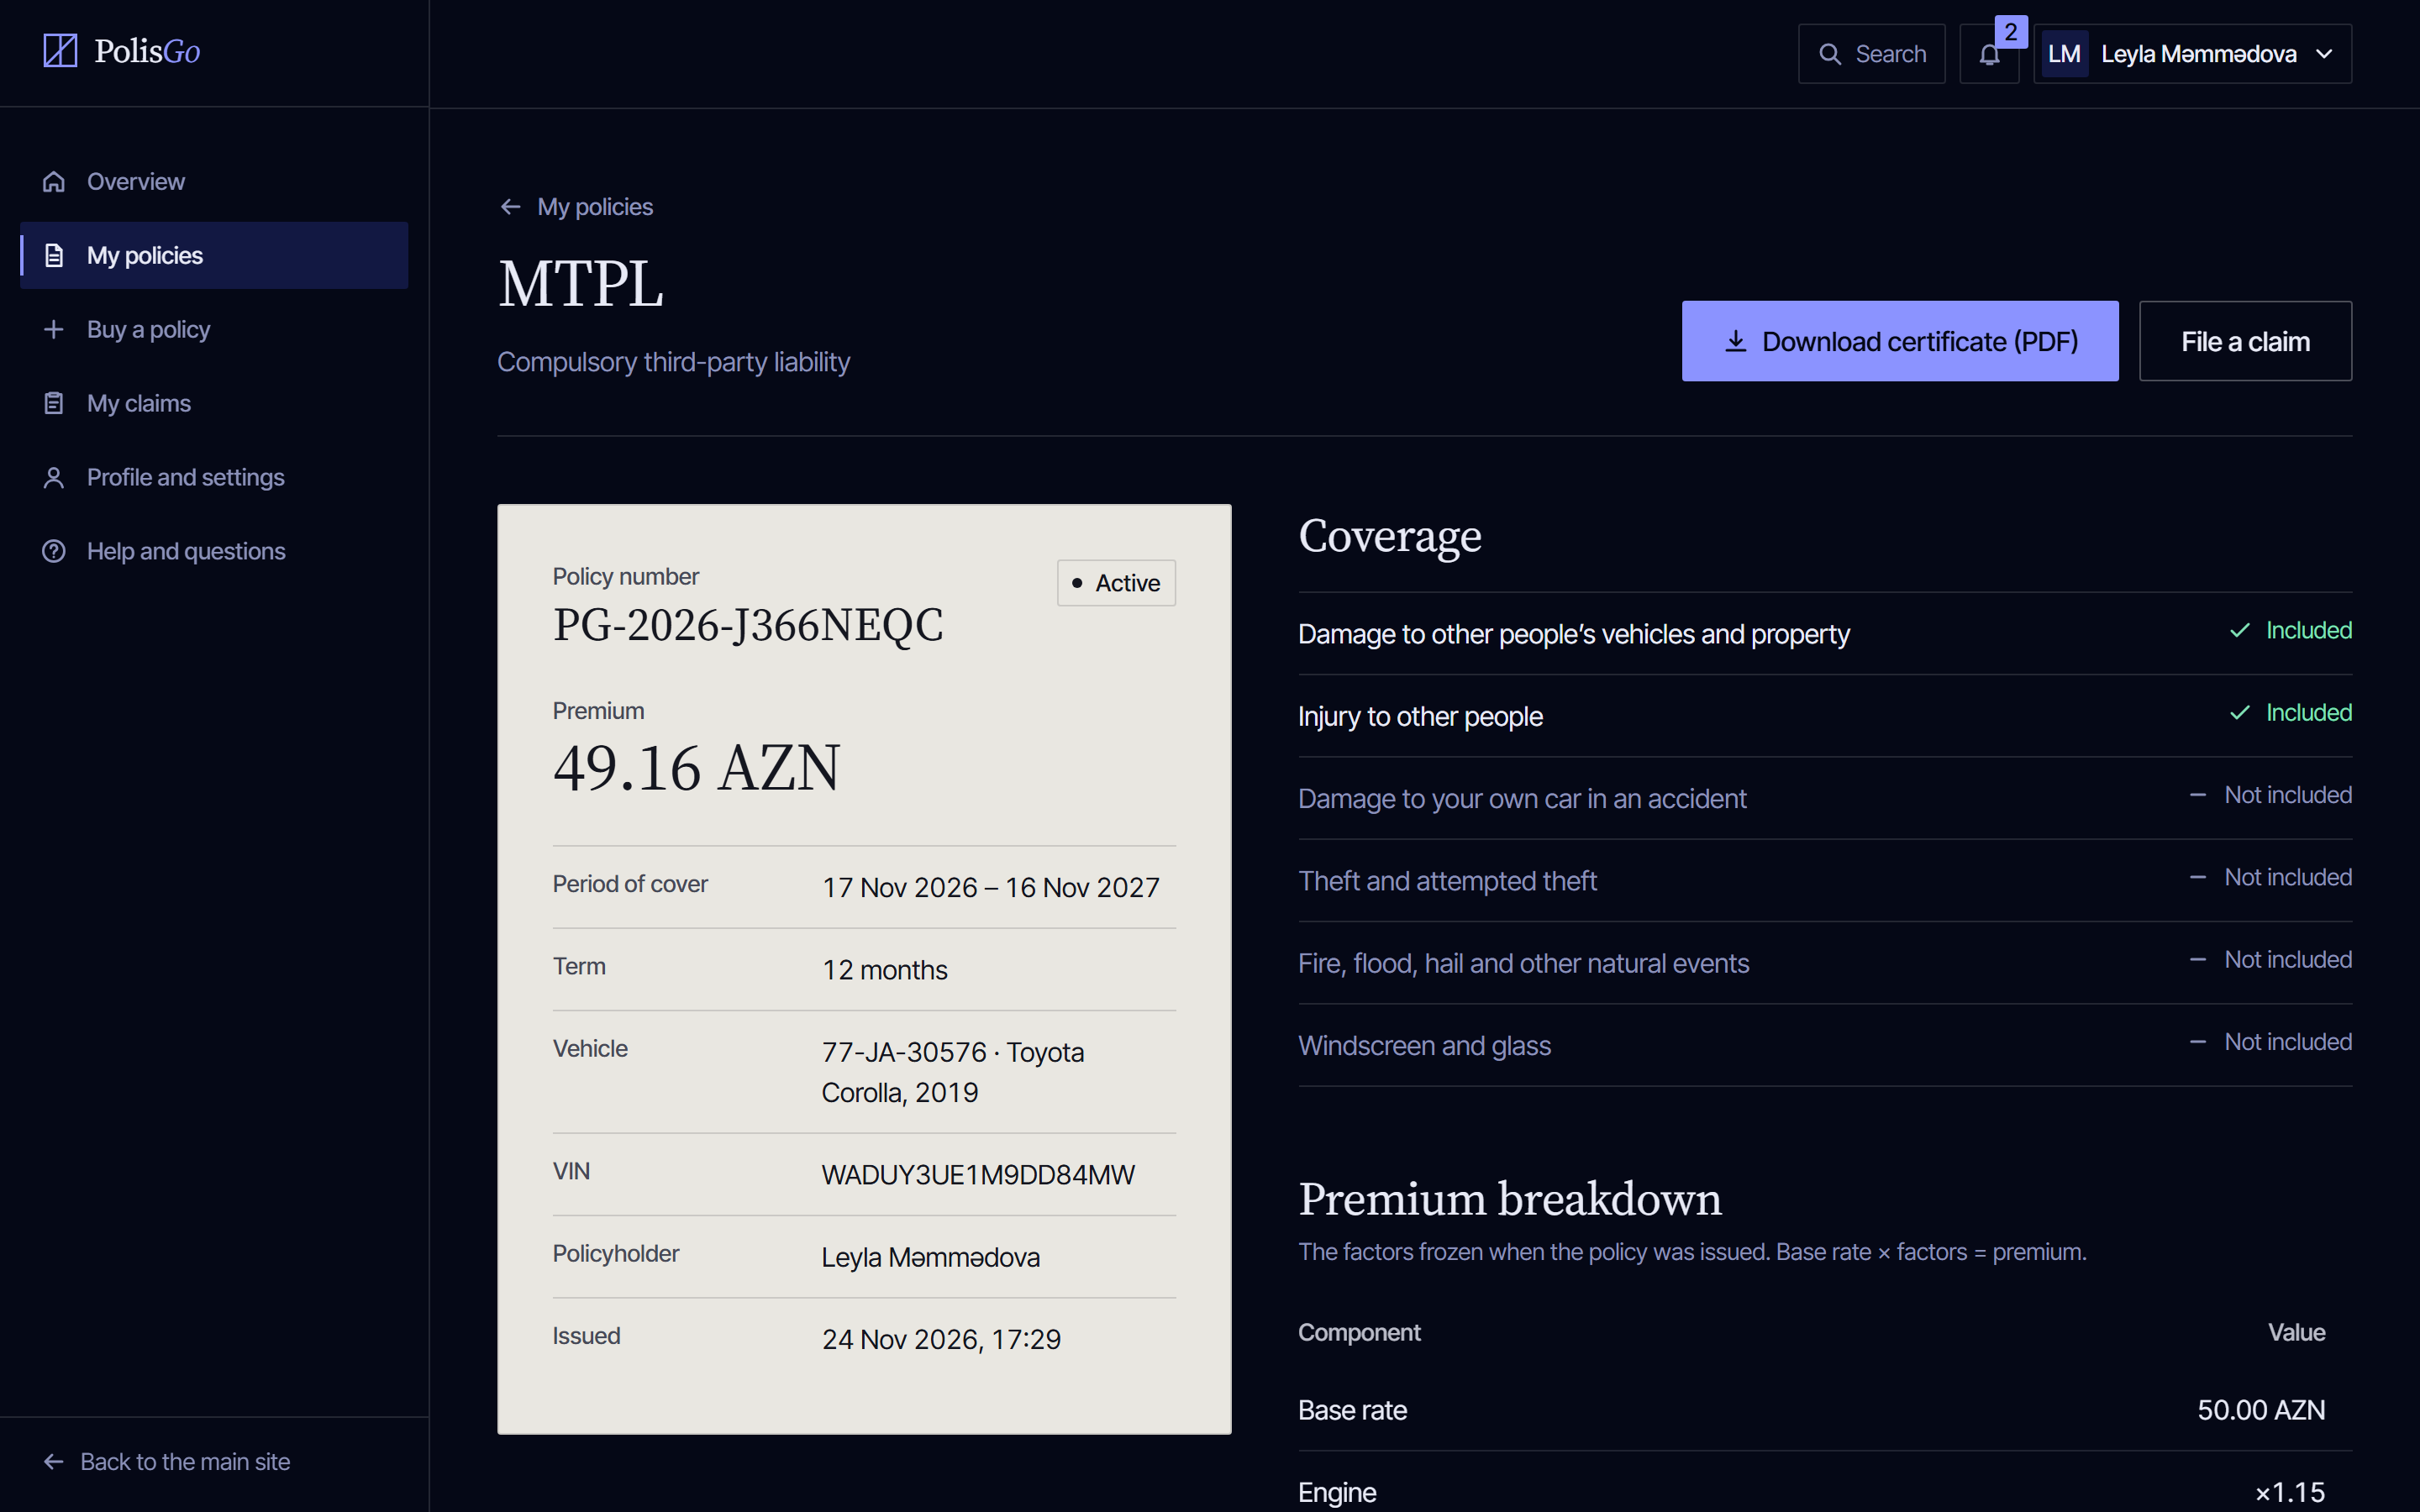 PolisGo
Search
2
LM
Leyla Məmmədova
Overview
My policies
Buy a policy
My claims
Profile and settings
Help and questions
Back to the main site
My policies
MTPL
Compulsory third-party liability
Download certificate (PDF)
File a claim
Policy number
Active
PG-2026-J366NEQC
Premium
49.16 AZN
Period of cover
17 Nov 2026 – 16 Nov 2027
Term
12 months
Vehicle
77-JA-30576 · Toyota
Corolla, 2019
VIN
WADUY3UE1M9DD84MW
Policyholder
Leyla Məmmədova
Issued
24 Nov 2026, 17:29
Coverage
Damage to other people’s vehicles and property
Included
Injury to other people
Included
Damage to your own car in an accident
Not included
Theft and attempted theft
Not included
Fire, flood, hail and other natural events
Not included
Windscreen and glass
Not included
Premium breakdown
The factors frozen when the policy was issued. Base rate × factors = premium.
Component
Value
Base rate
50.00 AZN
Engine
×1.15